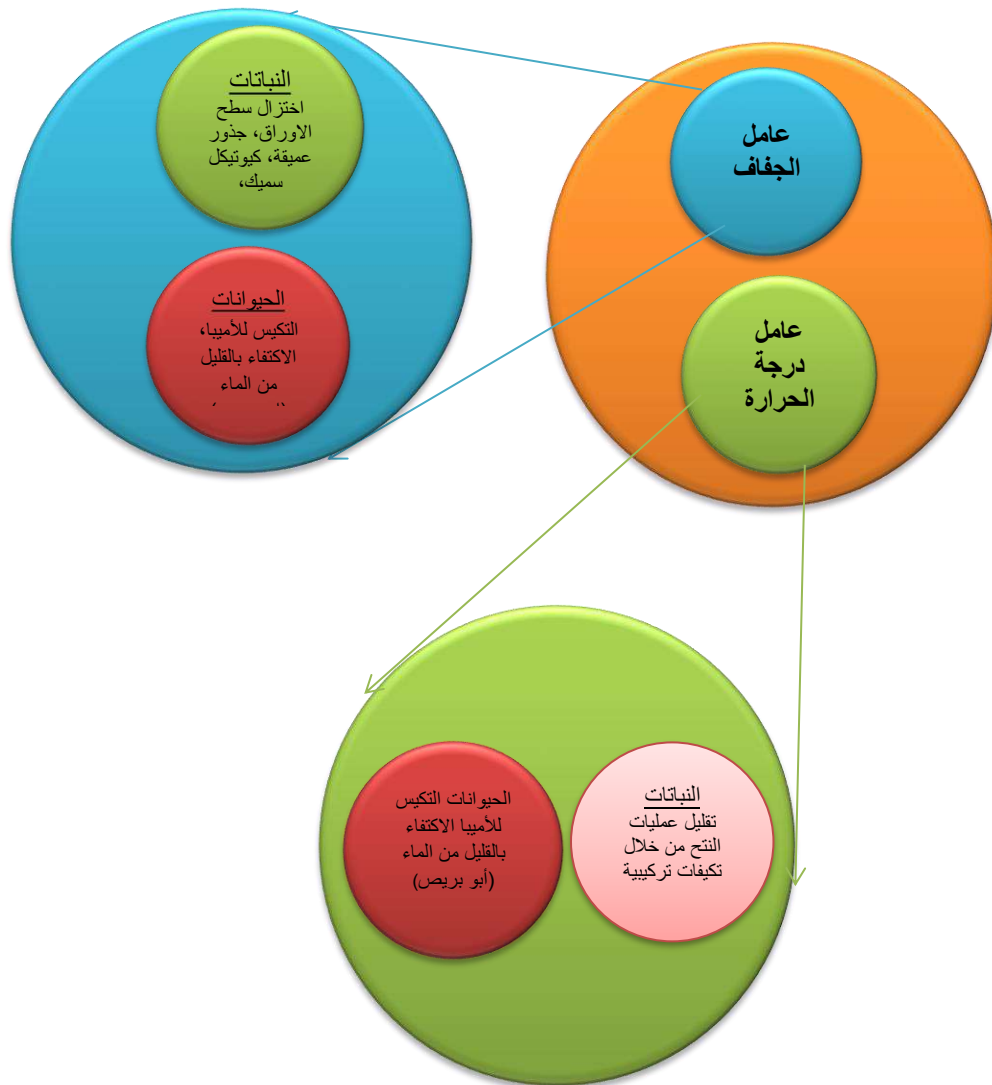 عامل
الجفاف
عامل
درجة
الحرارة
النباتات
اختزال سطح
الاوراق، جذور
عميقة، كيوتيكل
سميك،
الحيوانات
التكيس للأميبا،
الاكتفاء بالقليل
من الماء
النباتات
تقليل عمليات
النتح من خلال
تكيفات تركيبية
الحيوانات التكيس
للأميبا الاكتفاء
بالقليل من الماء
(أبو بريص)